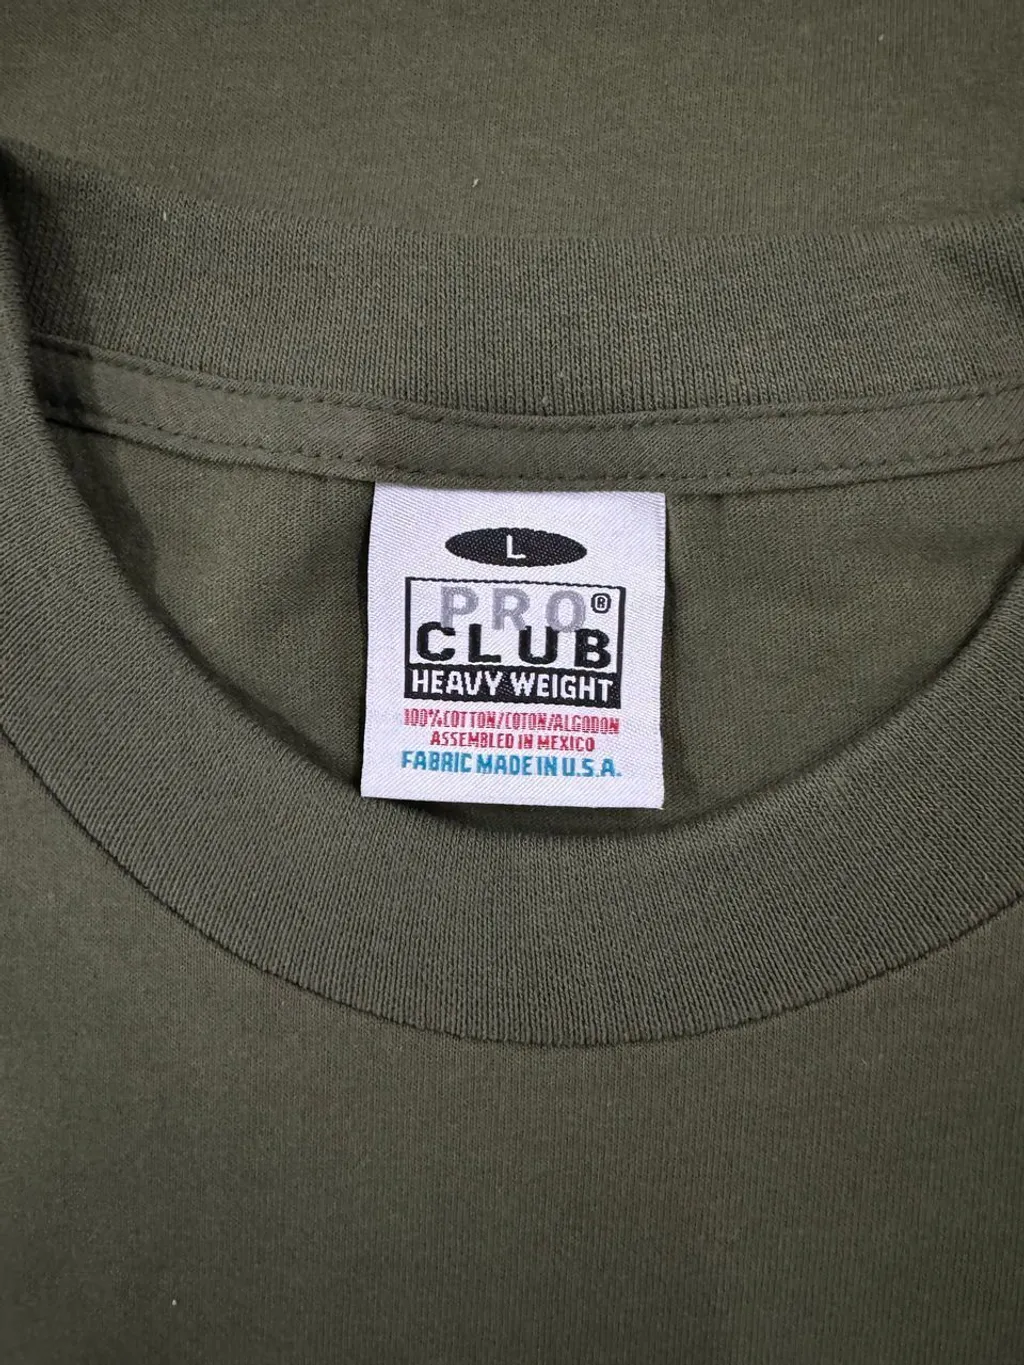 L
PRO®
CLUB
HEAVY WEIGHT
100%COTTON/COTON/ALGODON
ASSEMBLED IN MEXICO
FABRIC MADE IN U.S.A.